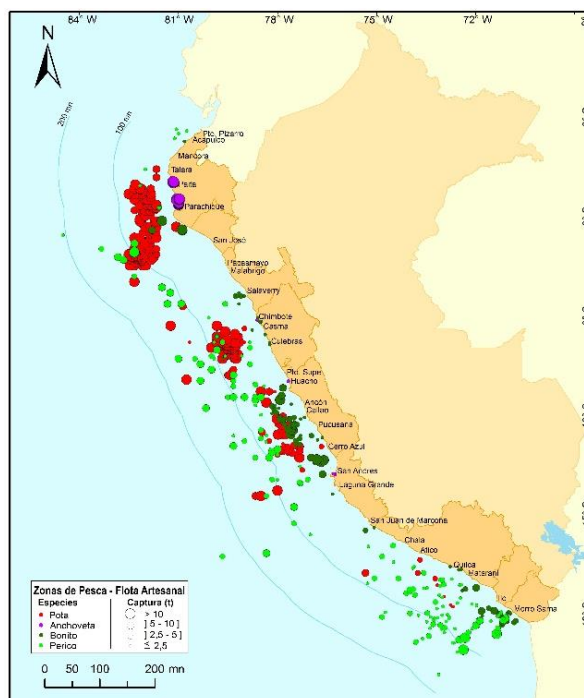 84° W 81° W 78° W 75° W 72° W
N
200 mn
100 mn
Pto. Pizarro
Acapulco
Mancora
Talara
Paita
Parachique
San José
Pacasmayo
Malabrigo
Salaverry
Chimbote
Casma
Culebras
Pto. Supe
Huacho
Ancón
Callao
Pucusana
Cerro Azul
San Andres
Laguna Grande
San Juan de Marcona
Chala
Atico
Quilca
Matarani
Ilo
Morro Sama
Zonas de Pesca - Flota Artesanal
Especies Captura (t)
Pota > 10
Anchoveta ] 5 - 10 ]
Bonito ] 2,5 - 5 ]
Perico ≤ 2,5
0 50 100 200 mn